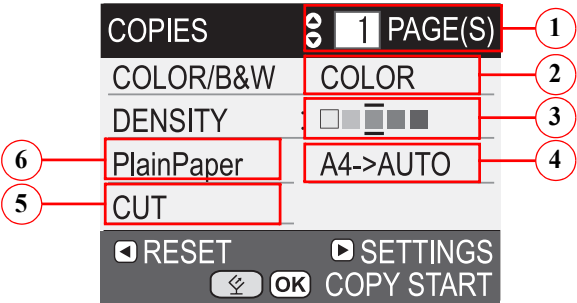 COPIES 1 PAGE(S) 1
COLOR/B&W COLOR 2
DENSITY : 3
6 PlainPaper A4->AUTO 4
5 CUT
RESET SETTINGS
OK COPY START